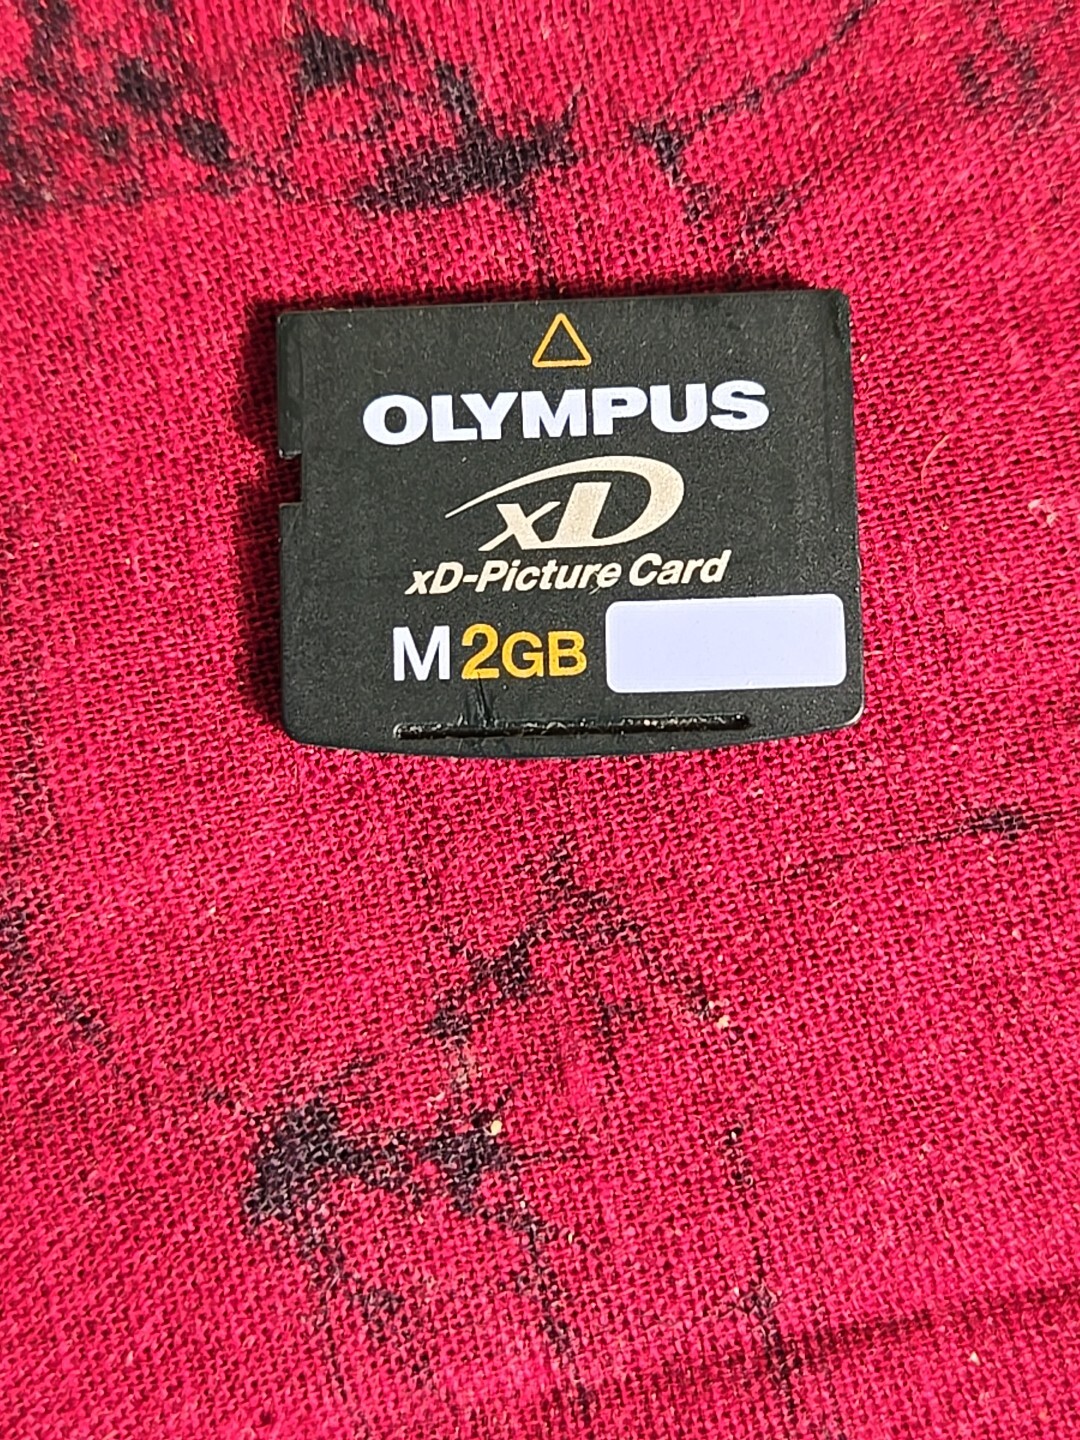 OLYMPUS
xD
xD-Picture Card
M 2GB